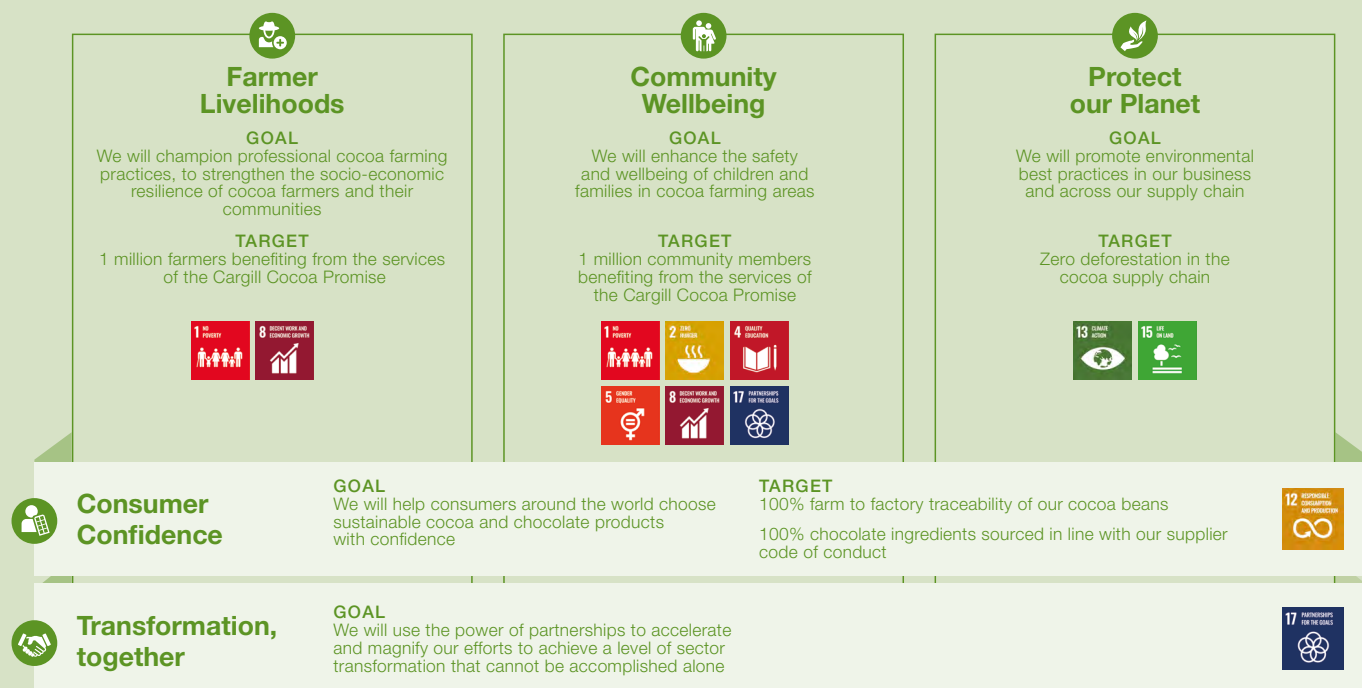 Farmer
Livelihoods
GOAL
We will champion professional cocoa farming
practices, to strengthen the socio-economic
resilience of cocoa farmers and their
communities
TARGET
1 million farmers benefiting from the services
of the Cargill Cocoa Promise
1 NO
POVERTY
8 DECENT WORK AND
ECONOMIC GROWTH
Community
Wellbeing
GOAL
We will enhance the safety
and wellbeing of children and
families in cocoa farming areas
TARGET
1 million community members
benefiting from the services of
the Cargill Cocoa Promise
1 NO
POVERTY
2 ZERO
HUNGER
4 QUALITY
EDUCATION
5 GENDER
EQUALITY
8 DECENT WORK AND
ECONOMIC GROWTH
17 PARTNERSHIPS
FOR THE GOALS
Protect
our Planet
GOAL
We will promote environmental
best practices in our business
and across our supply chain
TARGET
Zero deforestation in the
cocoa supply chain
13 CLIMATE
ACTION
15 LIFE
ON LAND
Consumer
Confidence
GOAL
We will help consumers around the world choose
sustainable cocoa and chocolate products
with confidence
TARGET
100% farm to factory traceability of our cocoa beans
100% chocolate ingredients sourced in line with our supplier
code of conduct
12 RESPONSIBLE
CONSUMPTION
AND PRODUCTION
Transformation,
together
GOAL
We will use the power of partnerships to accelerate
and magnify our efforts to achieve a level of sector
transformation that cannot be accomplished alone
17 PARTNERSHIPS
FOR THE GOALS